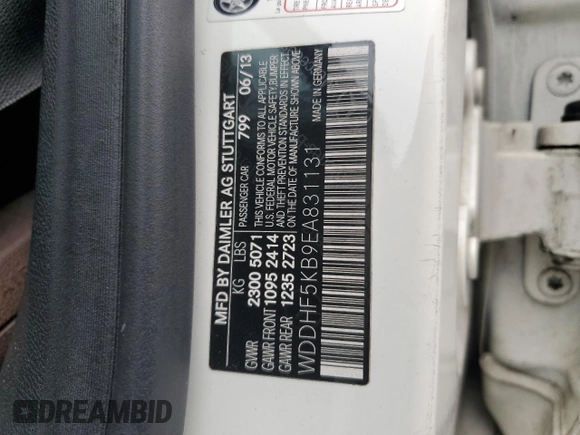 MFD BY DAIMLER AG STUTTGART
PASSENGER CAR 799 06/13
KG LBS
GVWR 2300 5071
GAWR FRONT 1095 2414
GAWR REAR 1235 2723
THIS VEHICLE CONFORMS TO ALL APPLICABLE
U.S. FEDERAL MOTOR VEHICLE SAFETY, BUMPER
AND THEFT PREVENTION STANDARDS IN EFFECT
ON THE DATE OF MANUFACTURE SHOWN ABOVE
MADE IN GERMANY
WDDHF5KB9EA831131
DREAMBID